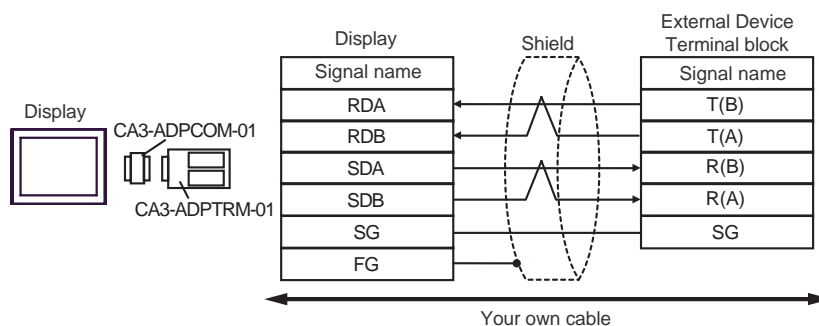 Display
Shield
External Device
Terminal block
Signal name
Signal name
RDA
T(B)
RDB
T(A)
SDA
R(B)
SDB
R(A)
SG
SG
FG
Display
CA3-ADPCOM-01
CA3-ADPTRM-01
Your own cable